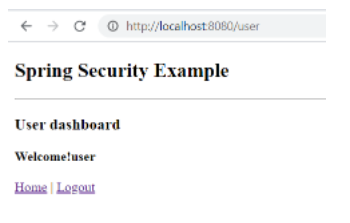 http://localhost:8080/user
Spring Security Example
User dashboard
Welcome!user
Home | Logout